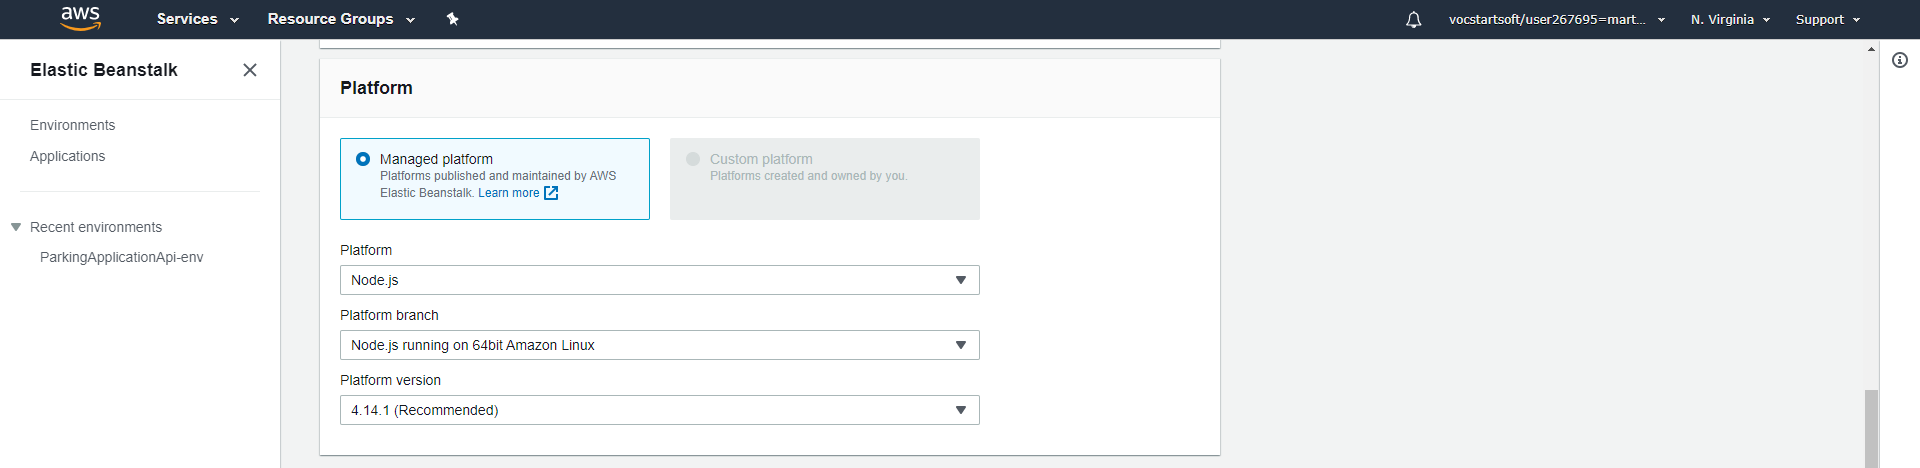 aws Services Resource Groups vocstartsoft/user267695=mart... N. Virginia Support
Elastic Beanstalk
Environments
Applications
Recent environments
ParkingApplicationApi-env
Platform
Managed platform
Platforms published and maintained by AWS
Elastic Beanstalk. Learn more
Custom platform
Platforms created and owned by you.
Platform
Node.js
Platform branch
Node.js running on 64bit Amazon Linux
Platform version
4.14.1 (Recommended)